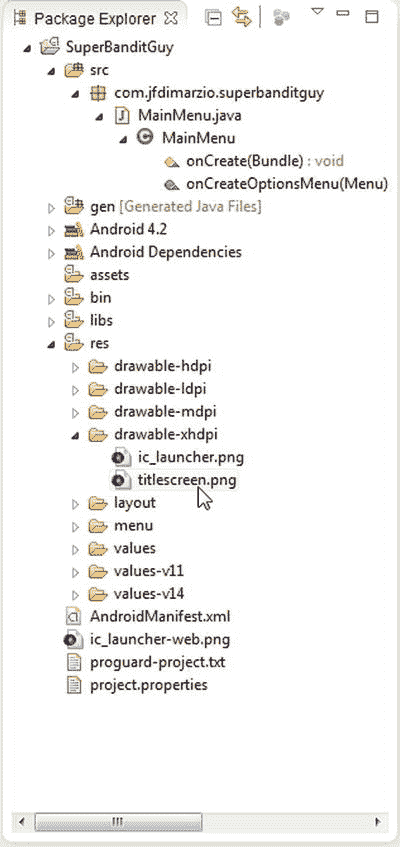 Package Explorer
SuperBanditGuy
src
com.jfdimarzio.superbanditguy
MainMenu.java
MainMenu
onCreate(Bundle) : void
onCreateOptionsMenu(Menu)
gen [Generated Java Files]
Android 4.2
Android Dependencies
assets
bin
libs
res
drawable-hdpi
drawable-ldpi
drawable-mdpi
drawable-xhdpi
ic_launcher.png
titlescreen.png
layout
menu
values
values-v11
values-v14
AndroidManifest.xml
ic_launcher-web.png
proguard-project.txt
project.properties